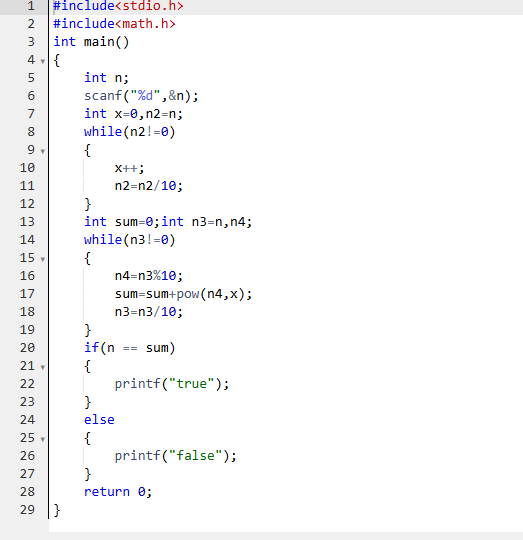 1 #include<stdio.h>
2 #include<math.h>
3 int main()
4 {
5 int n;
6 scanf("%d",&n);
7 int x=0,n2=n;
8 while(n2!=0)
9 {
10 x++;
11 n2=n2/10;
12 }
13 int sum=0;int n3=n,n4;
14 while(n3!=0)
15 {
16 n4=n3%10;
17 sum=sum+pow(n4,x);
18 n3=n3/10;
19 }
20 if(n == sum)
21 {
22 printf("true");
23 }
24 else
25 {
26 printf("false");
27 }
28 return 0;
29 }